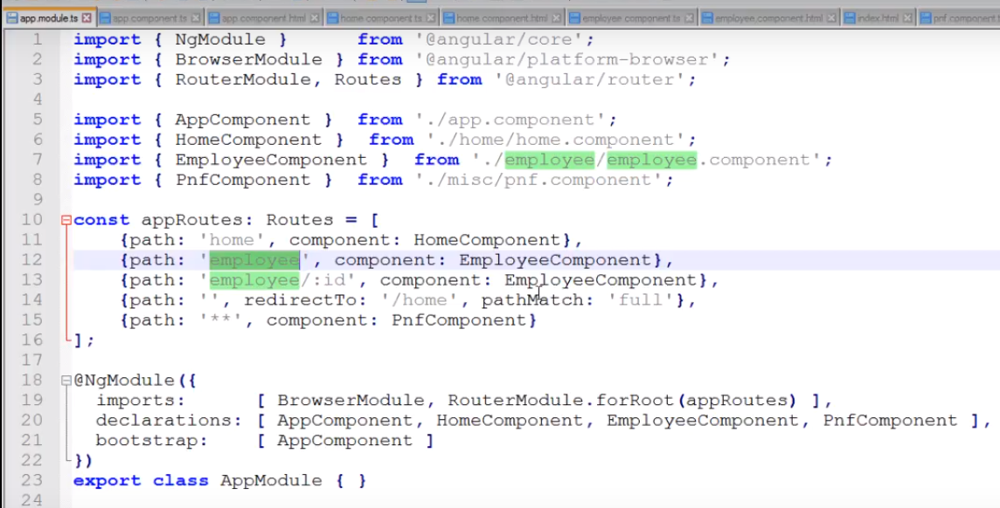 app.module.ts app.component.ts app.component.html home.component.ts home.component.html employee.component.ts employee.component.html index.html pnf.component.t
1 import { NgModule } from '@angular/core';
2 import { BrowserModule } from '@angular/platform-browser';
3 import { RouterModule, Routes } from '@angular/router';
4
5 import { AppComponent } from './app.component';
6 import { HomeComponent } from './home/home.component';
7 import { EmployeeComponent } from './employee/employee.component';
8 import { PnfComponent } from './misc/pnf.component';
9
10 const appRoutes: Routes = [
11 {path: 'home', component: HomeComponent},
12 {path: 'employee', component: EmployeeComponent},
13 {path: 'employee/:id', component: EmployeeComponent},
14 {path: '', redirectTo: '/home', pathMatch: 'full'},
15 {path: '**', component: PnfComponent}
16 ];
17
18 @NgModule({
19 imports: [ BrowserModule, RouterModule.forRoot(appRoutes) ],
20 declarations: [ AppComponent, HomeComponent, EmployeeComponent, PnfComponent ],
21 bootstrap: [ AppComponent ]
22 })
23 export class AppModule { }
24